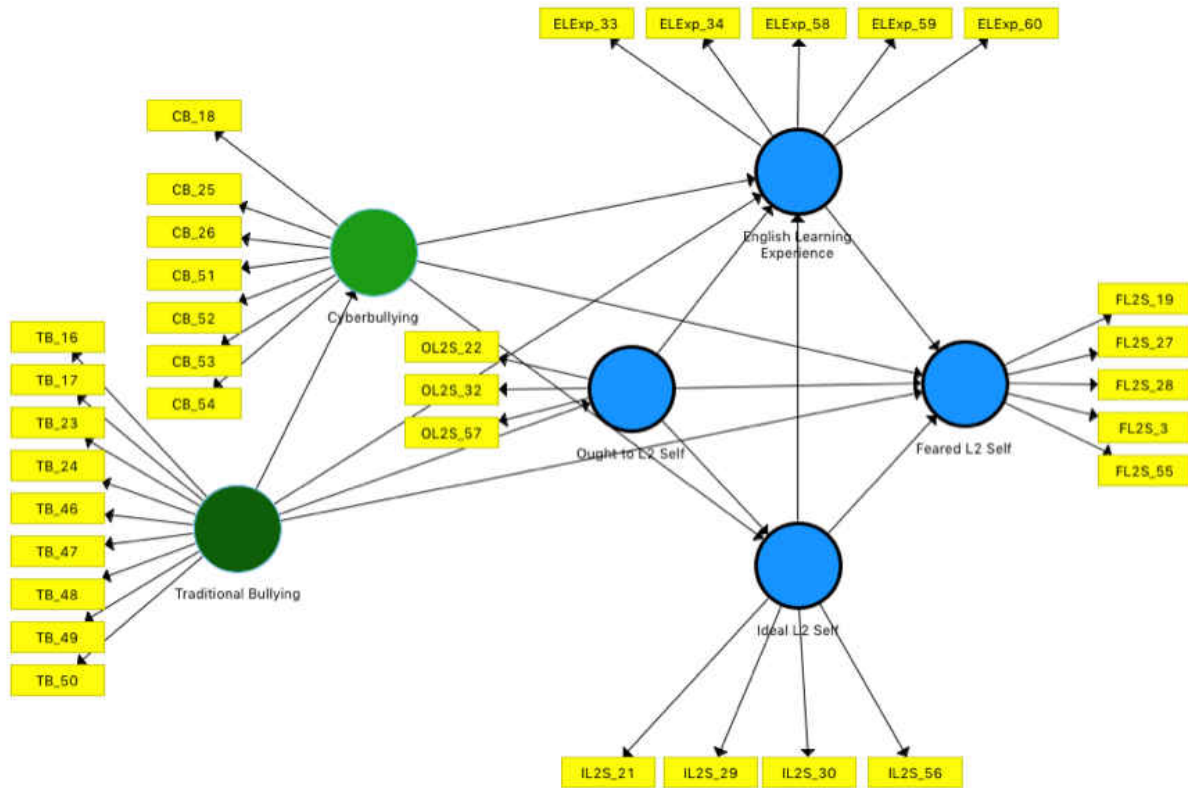 ELExp_33
ELExp_34
ELExp_58
ELExp_59
ELExp_60
English Learning
Experience
CB_18
CB_25
CB_26
CB_51
CB_52
CB_53
CB_54
Cyberbullying
TB_16
TB_17
TB_23
TB_24
TB_46
TB_47
TB_48
TB_49
TB_50
Traditional Bullying
OL2S_22
OL2S_32
OL2S_57
Ought to L2 Self
FL2S_19
FL2S_27
FL2S_28
FL2S_3
FL2S_55
Feared L2 Self
Ideal L2 Self
IL2S_21
IL2S_29
IL2S_30
IL2S_56